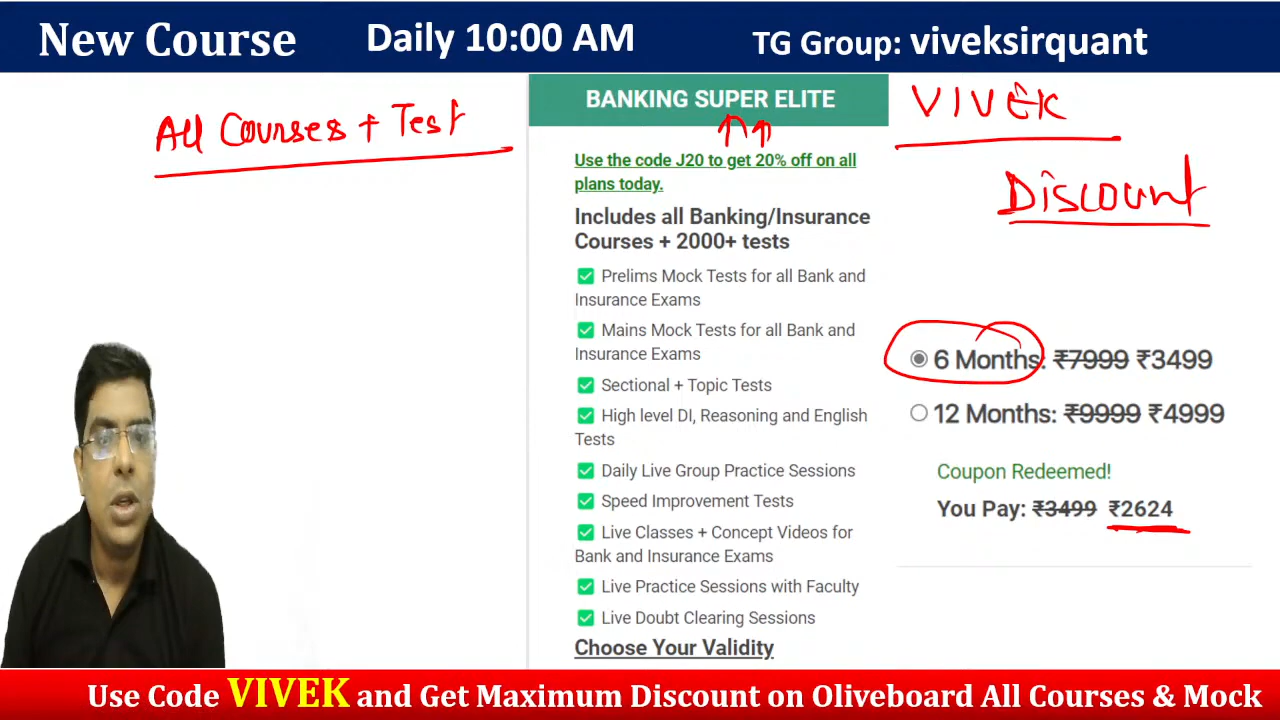 New Course
Daily 10:00 AM
TG Group: viveksirquant
All Courses + Test
BANKING SUPER ELITE
VIVEK
Use the code J20 to get 20% off on all
plans today.
Discount
Includes all Banking/Insurance
Courses + 2000+ tests
Prelims Mock Tests for all Bank and
Insurance Exams
Mains Mock Tests for all Bank and
Insurance Exams
Sectional + Topic Tests
High level DI, Reasoning and English
Tests
Daily Live Group Practice Sessions
Speed Improvement Tests
Live Classes + Concept Videos for
Bank and Insurance Exams
Live Practice Sessions with Faculty
Live Doubt Clearing Sessions
Choose Your Validity
6 Months: ₹7999 ₹3499
12 Months: ₹9999 ₹4999
Coupon Redeemed!
You Pay: ₹3499 ₹2624
Use Code VIVEK and Get Maximum Discount on Oliveboard All Courses & Mock